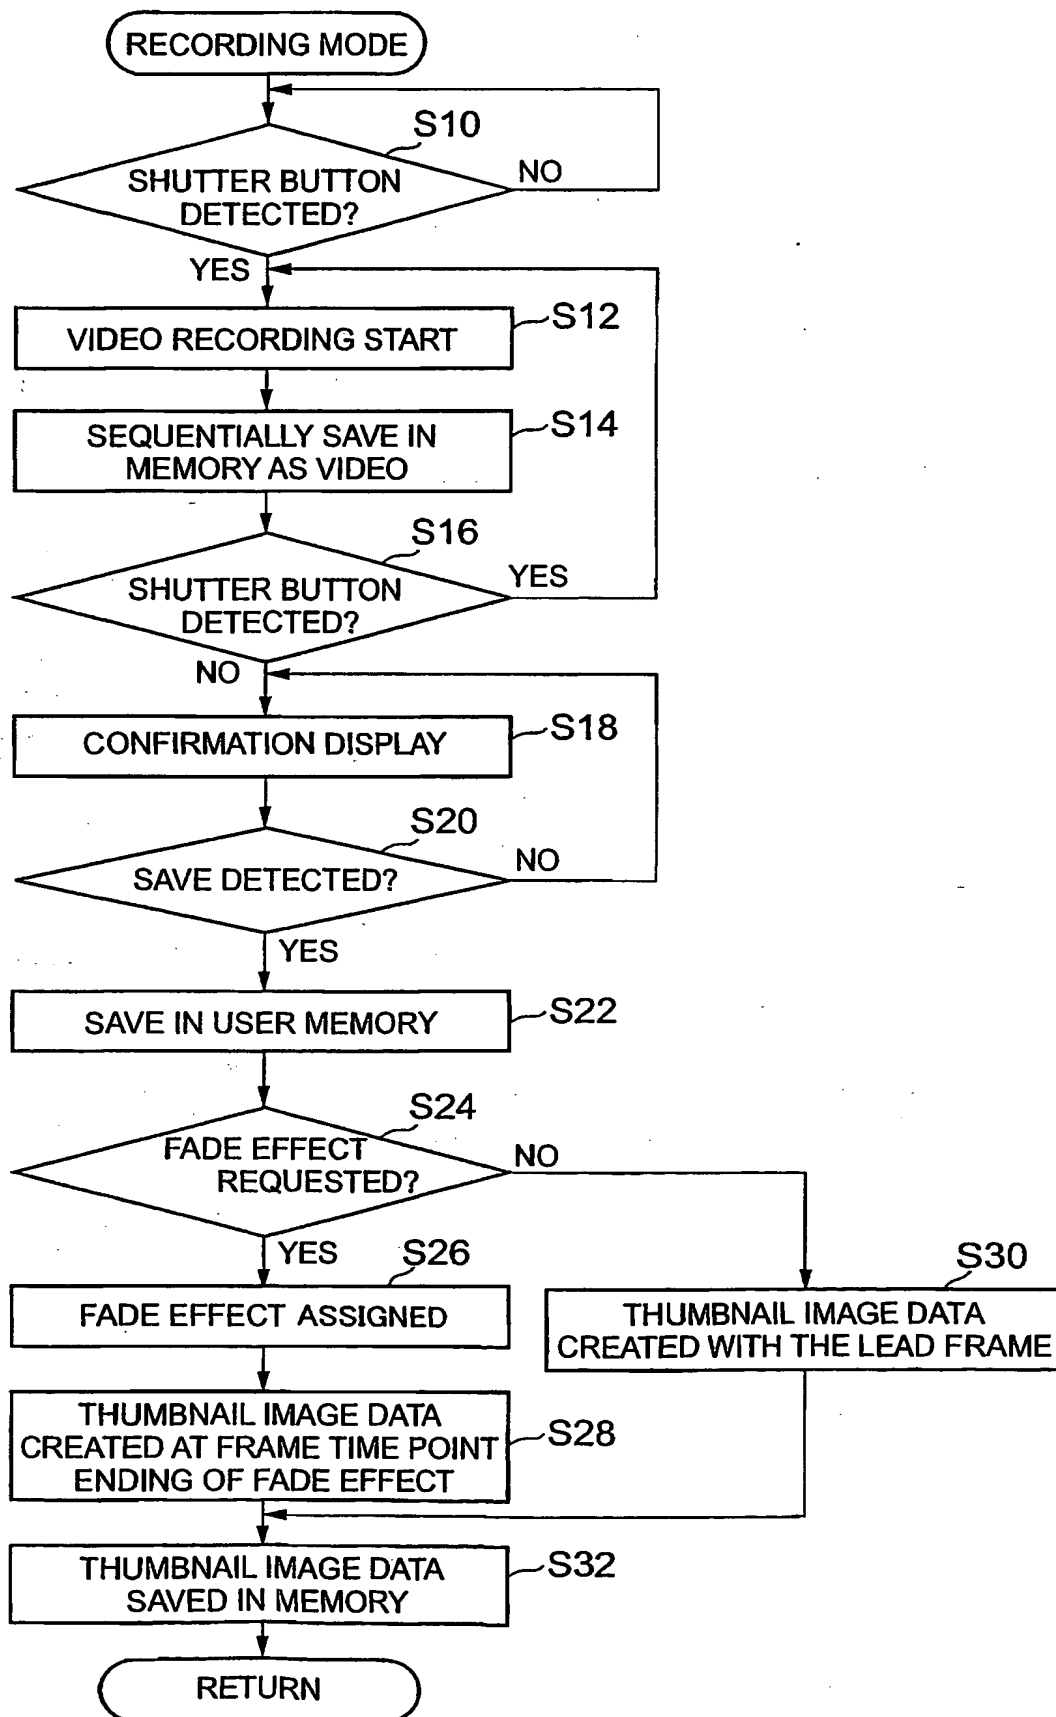 RECORDING MODE
S10
SHUTTER BUTTON
DETECTED?
NO
YES
VIDEO RECORDING START
S12
SEQUENTIALLY SAVE IN
MEMORY AS VIDEO
S14
S16
SHUTTER BUTTON
DETECTED?
YES
NO
CONFIRMATION DISPLAY
S18
S20
SAVE DETECTED?
NO
YES
SAVE IN USER MEMORY
S22
S24
FADE EFFECT
REQUESTED?
NO
YES
S26
FADE EFFECT ASSIGNED
S30
THUMBNAIL IMAGE DATA
CREATED WITH THE LEAD FRAME
THUMBNAIL IMAGE DATA
CREATED AT FRAME TIME POINT
ENDING OF FADE EFFECT
S28
THUMBNAIL IMAGE DATA
SAVED IN MEMORY
S32
RETURN